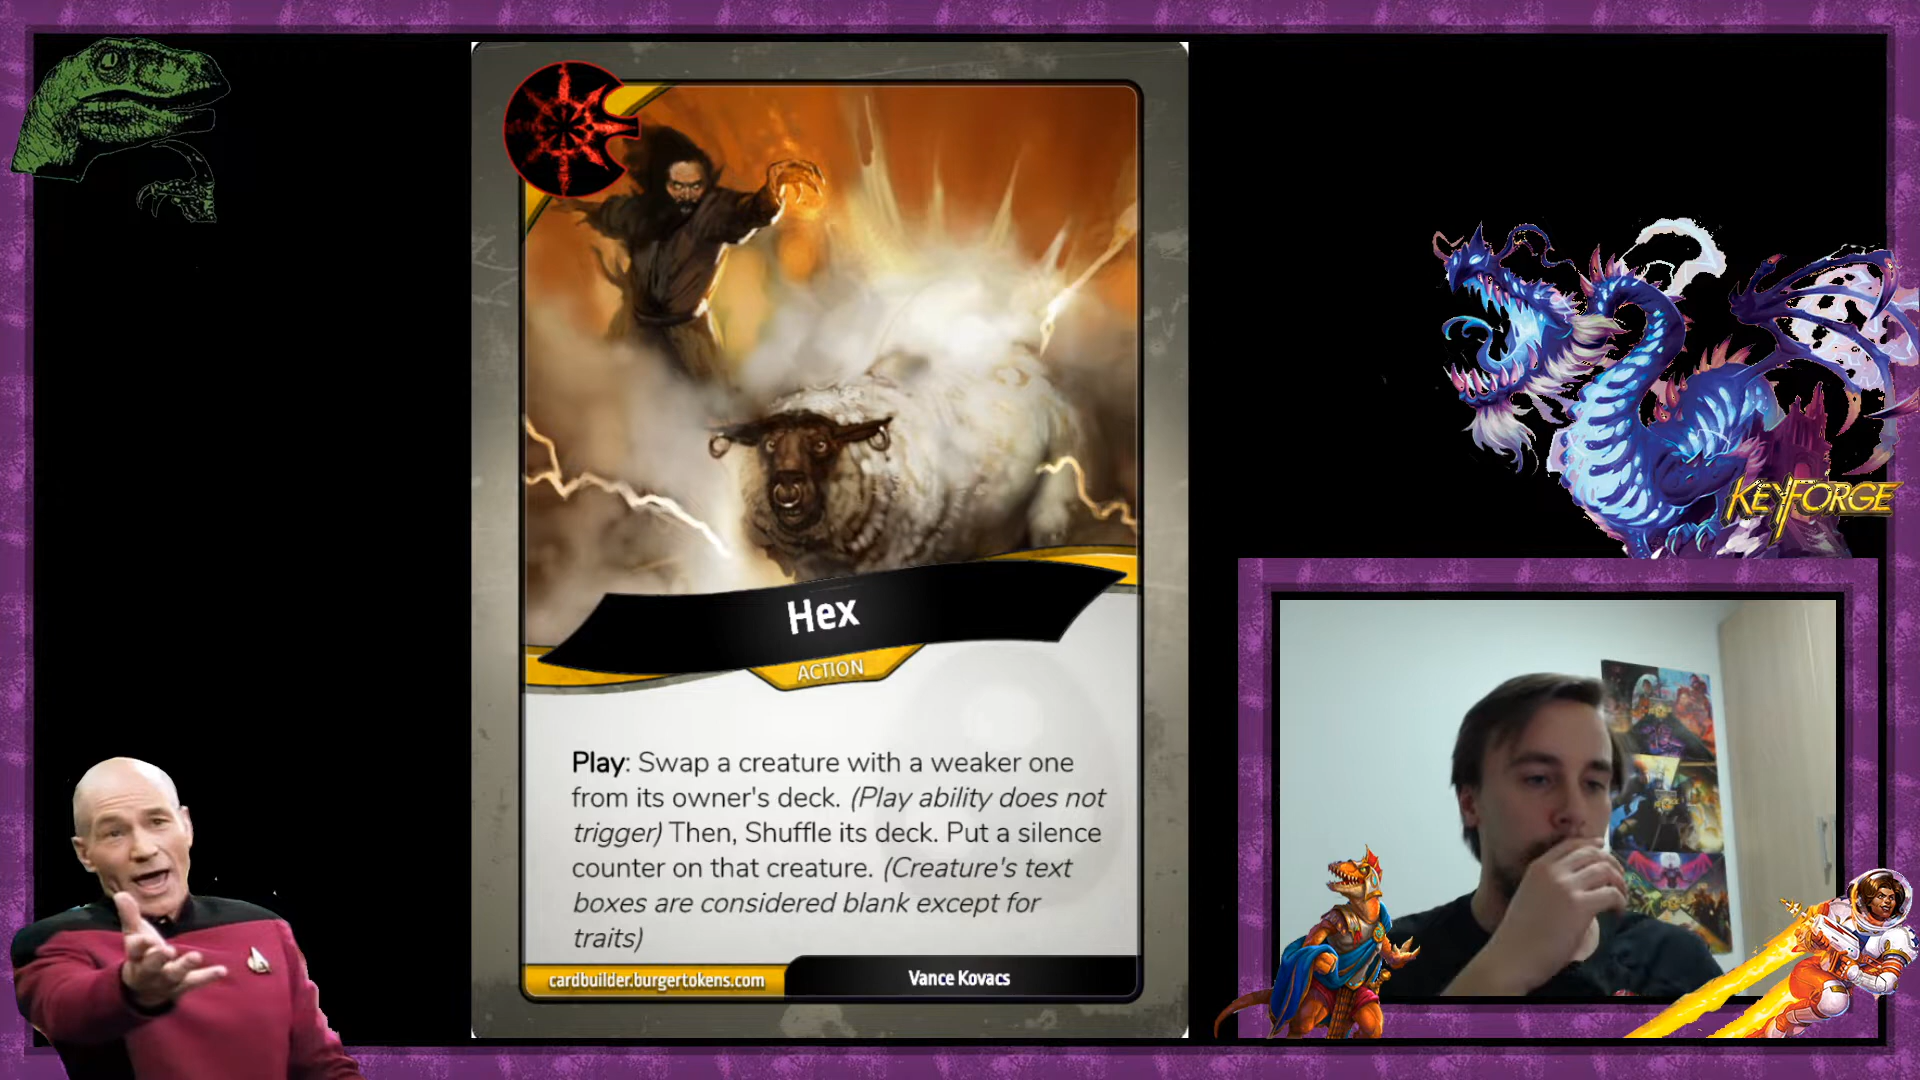 KEYFORGE
Hex
ACTION
Play: Swap a creature with a weaker one
from its owner's deck. (Play ability does not
trigger) Then, Shuffle its deck. Put a silence
counter on that creature. (Creature's text
boxes are considered blank except for
traits)
cardbuilder.burgertokens.com
Vance Kovacs